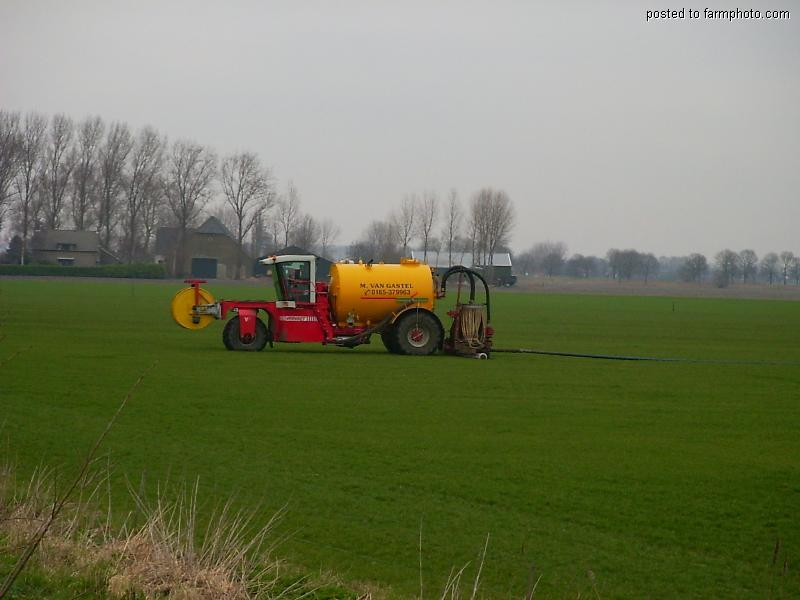 posted to farmphoto.com
M. VAN GASTEL
0165-379963